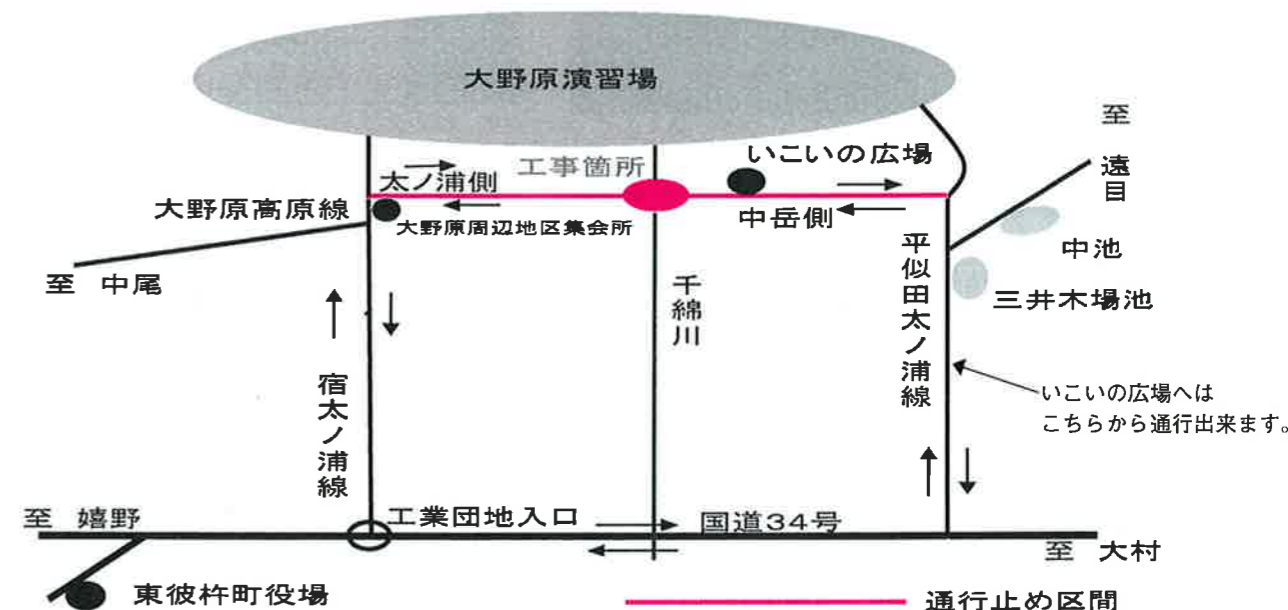 大野原演習場
至 遠目
いこいの広場
工事箇所
太ノ浦側
大野原高原線
大野原周辺地区集会所
中岳側
中池
至 中尾
三井木場池
千綿川
平似田太ノ浦線
宿太ノ浦線
いこいの広場へは
こちらから通行出来ます。
至 嬉野
工業団地入口
国道34号
至 大村
東彼杵町役場
通行止め区間